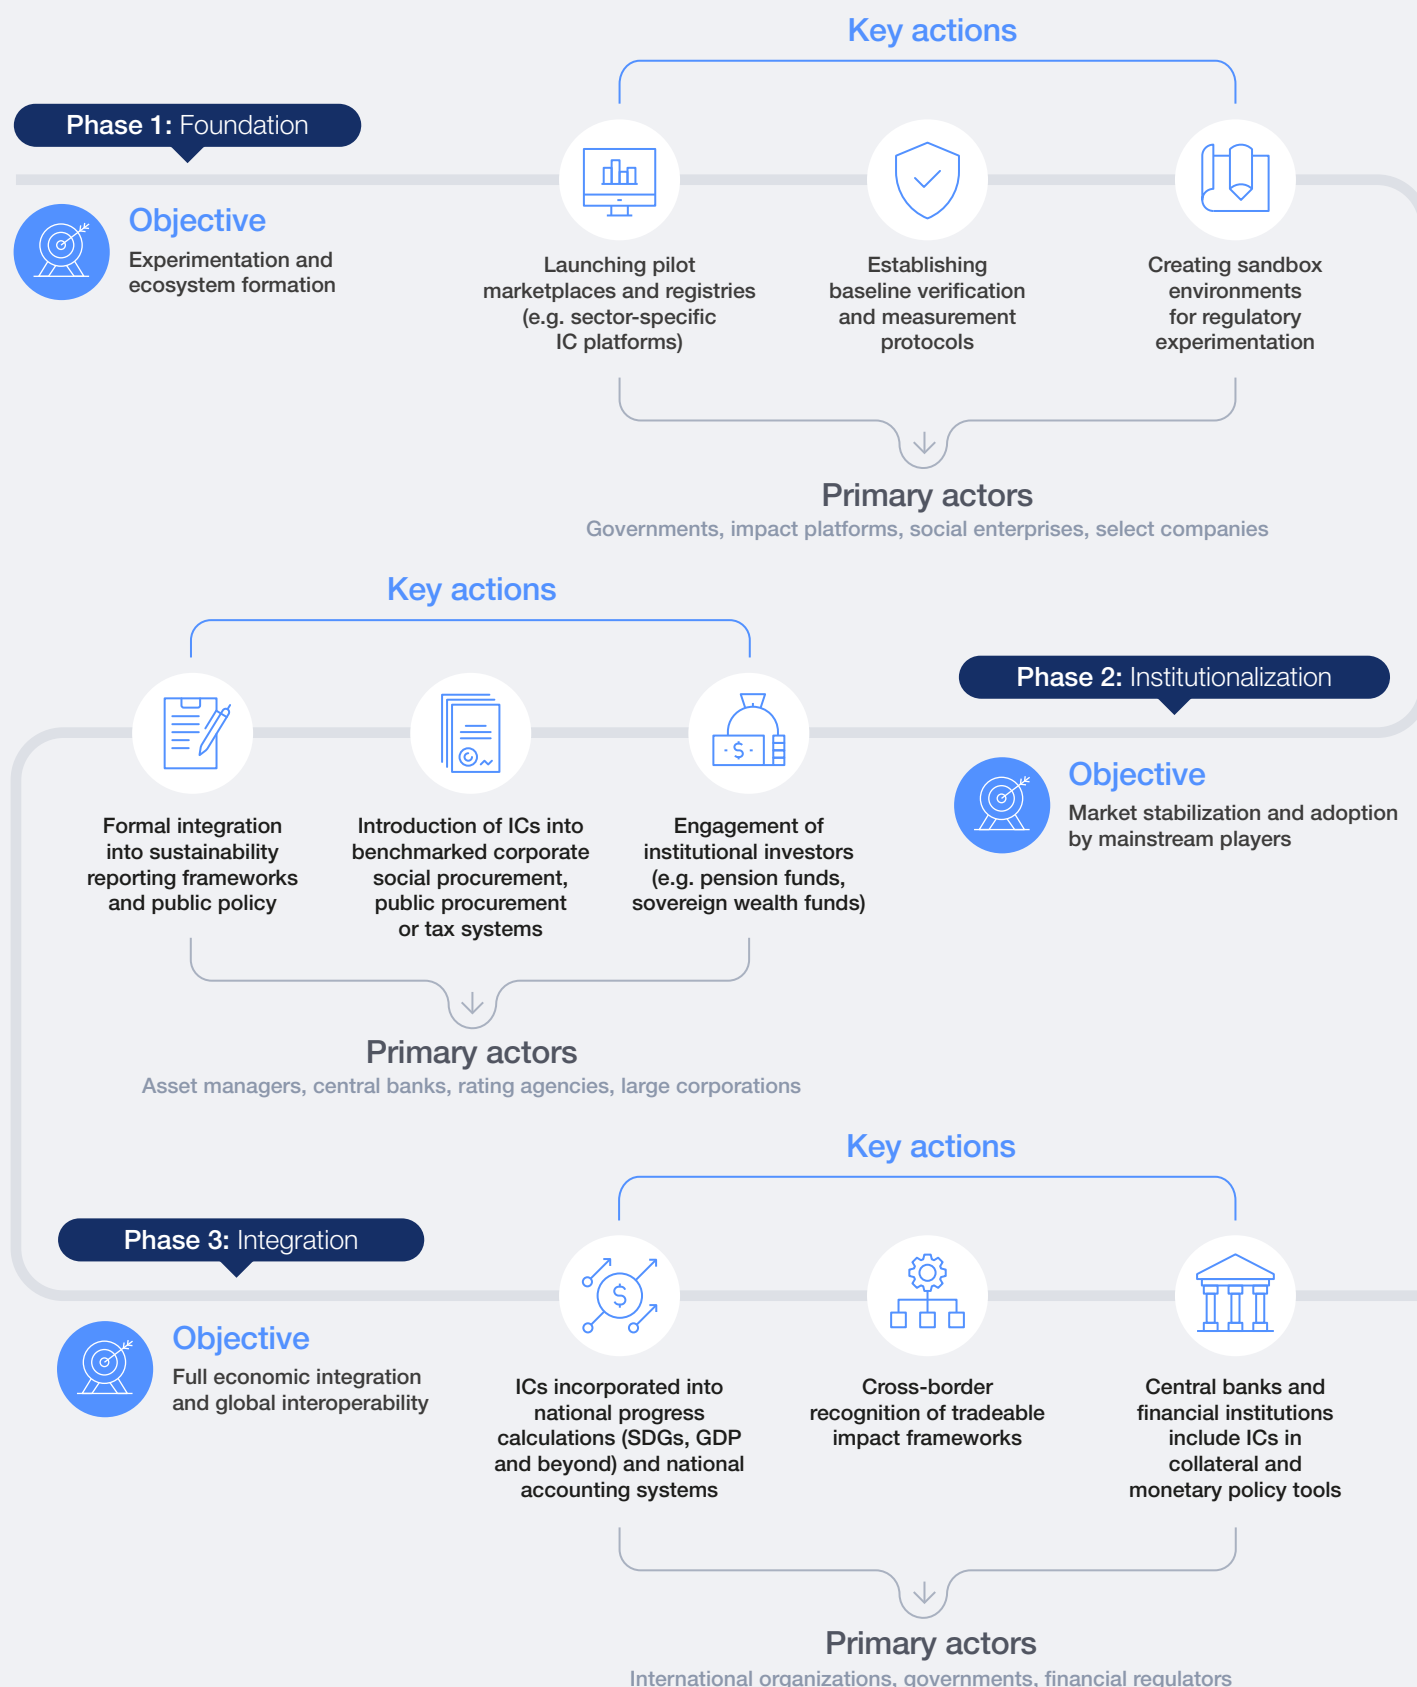 Key actions
Phase 1: Foundation
Objective
Experimentation and
ecosystem formation
Launching pilot
marketplaces and registries
(e.g. sector-specific
IC platforms)
Establishing
baseline verification
and measurement
protocols
Creating sandbox
environments
for regulatory
experimentation
Primary actors
Governments, impact platforms, social enterprises, select companies
Key actions
Phase 2: Institutionalization
Objective
Market stabilization and adoption
by mainstream players
Formal integration
into sustainability
reporting frameworks
and public policy
Introduction of ICs into
benchmarked corporate
social procurement,
public procurement
or tax systems
Engagement of
institutional investors
(e.g. pension funds,
sovereign wealth funds)
Primary actors
Asset managers, central banks, rating agencies, large corporations
Key actions
Phase 3: Integration
Objective
Full economic integration
and global interoperability
ICs incorporated into
national progress
calculations (SDGs, GDP
and beyond) and national
accounting systems
Cross-border
recognition of tradeable
impact frameworks
Central banks and
financial institutions
include ICs in
collateral and
monetary policy tools
Primary actors
International organizations, governments, financial regulators